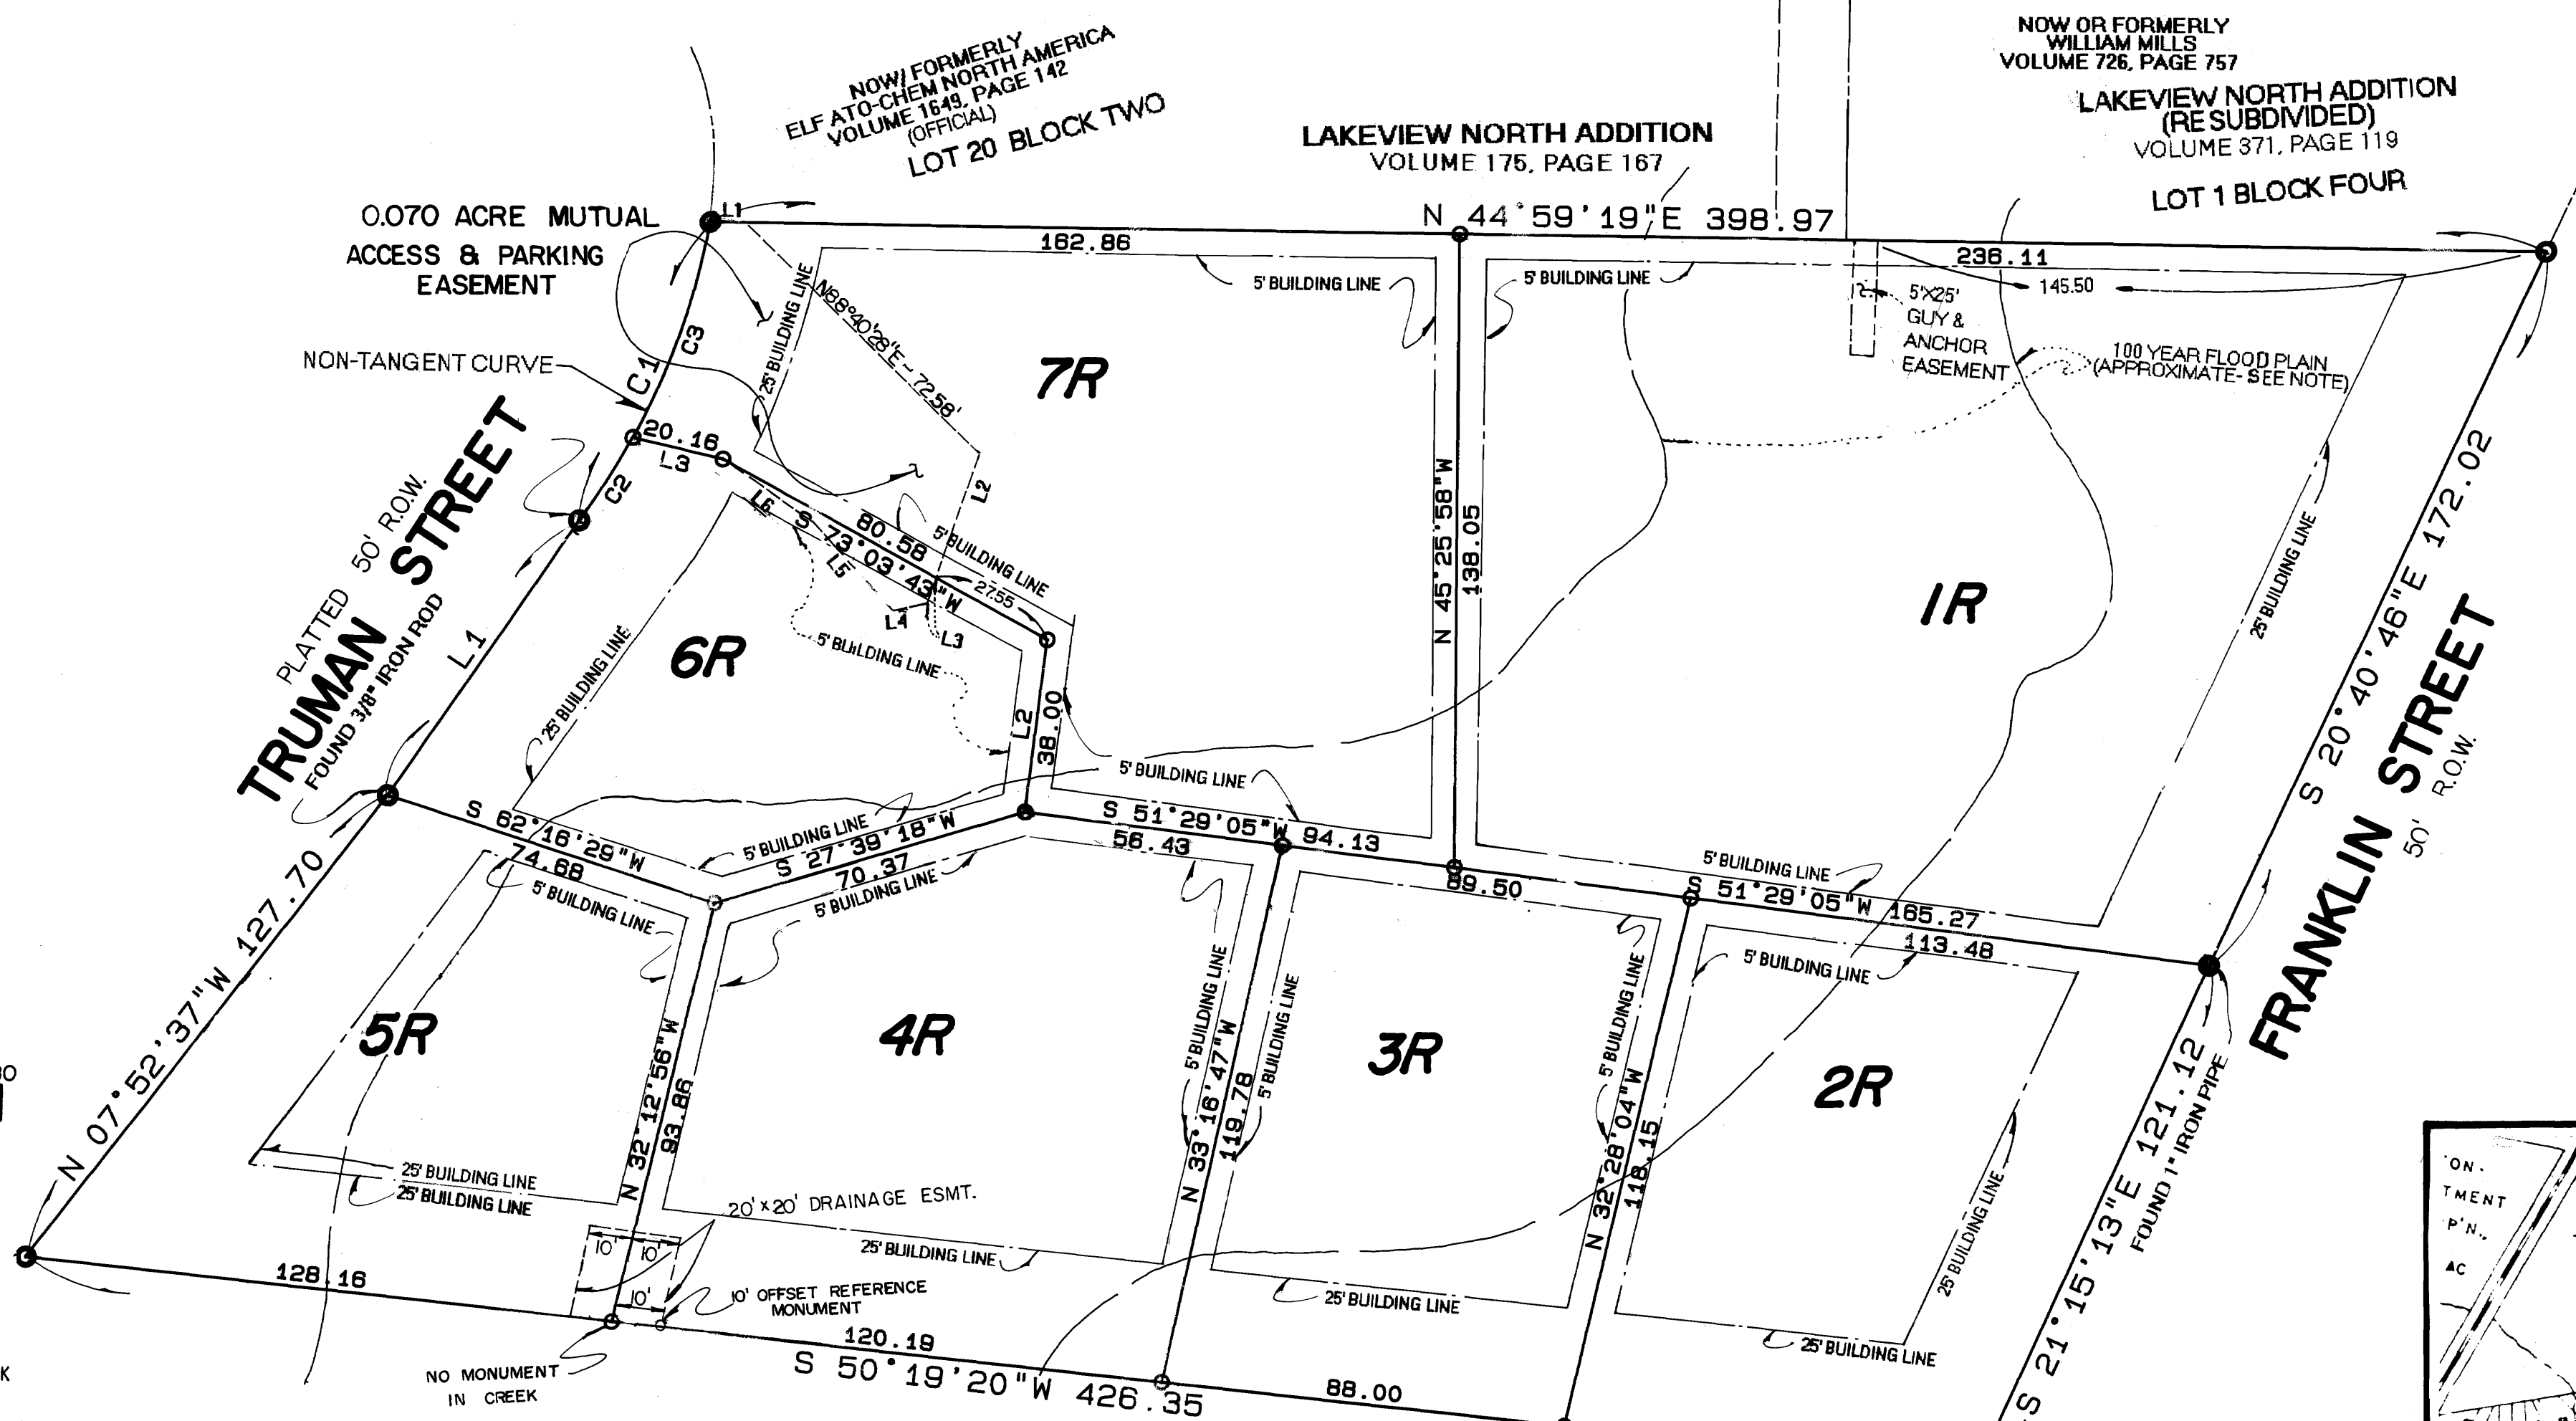 NOW/ FORMERLY
ELF ATO-CHEM NORTH AMERICA
VOLUME 1649, PAGE 142
(OFFICIAL)
LOT 20 BLOCK TWO
LAKEVIEW NORTH ADDITION
VOLUME 175, PAGE 167
NOW OR FORMERLY
WILLIAM MILLS
VOLUME 726, PAGE 757
LAKEVIEW NORTH ADDITION
(RESUBDIVIDED)
VOLUME 371, PAGE 119
LOT 1 BLOCK FOUR
0.070 ACRE MUTUAL
ACCESS & PARKING
EASEMENT
L1
N 44°59'19"E 398.97
162.86
236.11
145.50
5' BUILDING LINE
5' BUILDING LINE
25' BUILDING LINE
N88°40'28"E - 72.58'
5'X25'
GUY &
ANCHOR
EASEMENT
100 YEAR FLOOD PLAIN
(APPROXIMATE- SEE NOTE)
NON-TANGENT CURVE
C1
C3
C2
7R
20.16
L3
L2
L6
S 73°03'43"W
80.58
5' BUILDING LINE
27.55
L5
L4
L3
5' BUILDING LINE
N 45°25'58"W
138.05
1R
25' BUILDING LINE
S 20°40'46"E 172.02
FRANKLIN STREET
50' R.O.W.
PLATTED 50' R.O.W.
TRUMAN STREET
FOUND 3/8" IRON ROD
L1
6R
25' BUILDING LINE
L2
38.00
5' BUILDING LINE
S 62°16'29"W
74.68
5' BUILDING LINE
5' BUILDING LINE
S 27°39'18"W
70.37
5' BUILDING LINE
S 51°29'05"W 94.13
56.43
89.50
5' BUILDING LINE
S 51°29'05"W 165.27
113.48
5' BUILDING LINE
N 07°52'37"W 127.70
5R
4R
3R
2R
N 32°12'56"W
93.86
5' BUILDING LINE
N 33°16'47"W
119.78
5' BUILDING LINE
5' BUILDING LINE
N 32°28'04"W
118.15
25' BUILDING LINE
S 21°15'13"E 121.12
FOUND 1" IRON PIPE
25' BUILDING LINE
25' BUILDING LINE
20' x 20' DRAINAGE ESMT.
25' BUILDING LINE
25' BUILDING LINE
25' BUILDING LINE
10' 10'
10'
10' OFFSET REFERENCE
MONUMENT
128.16
120.19
88.00
S 50°19'20"W 426.35
NO MONUMENT
IN CREEK
ON.
TMENT
P'N.,
AC
K